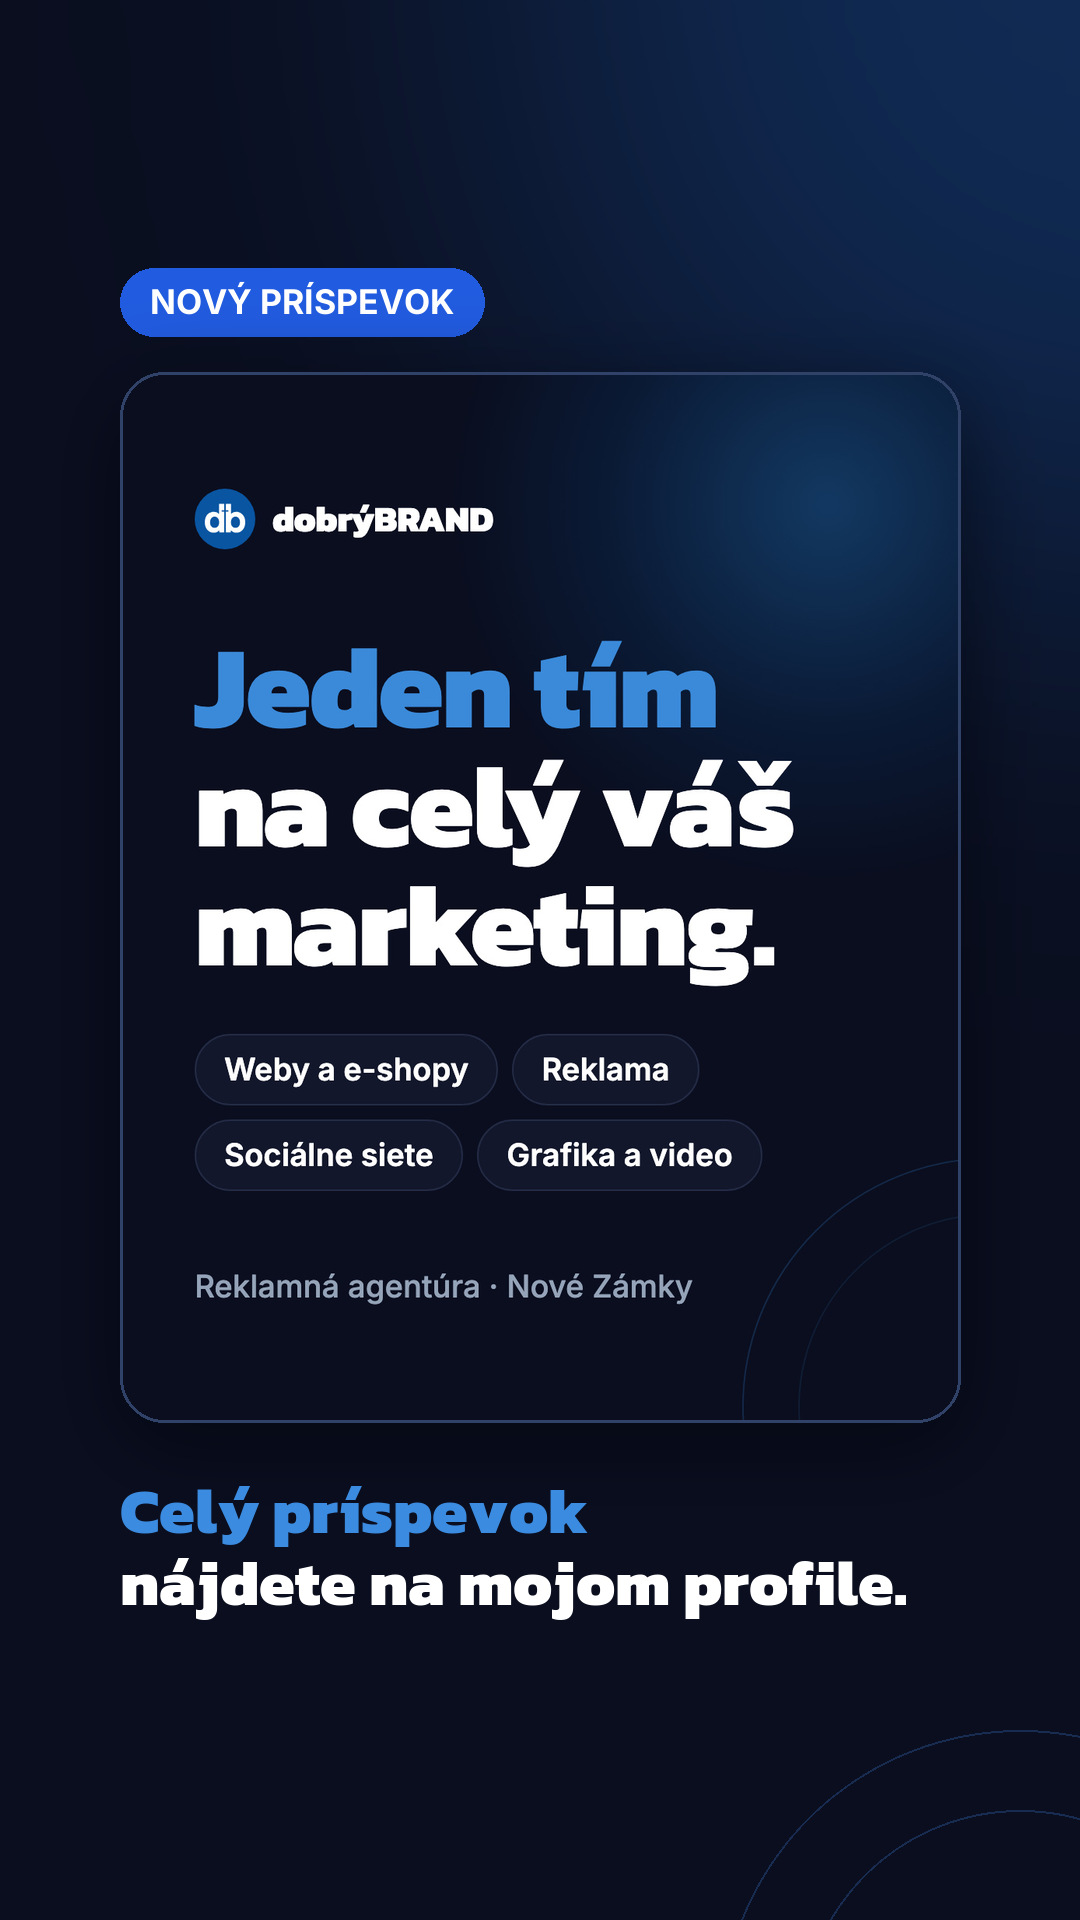 NOVÝ PRÍSPEVOK
db dobrýBRAND
Jeden tím
na celý váš
marketing.
Weby a e-shopy Reklama
Sociálne siete Grafika a video
Reklamná agentúra · Nové Zámky
Celý príspevok
nájdete na mojom profile.